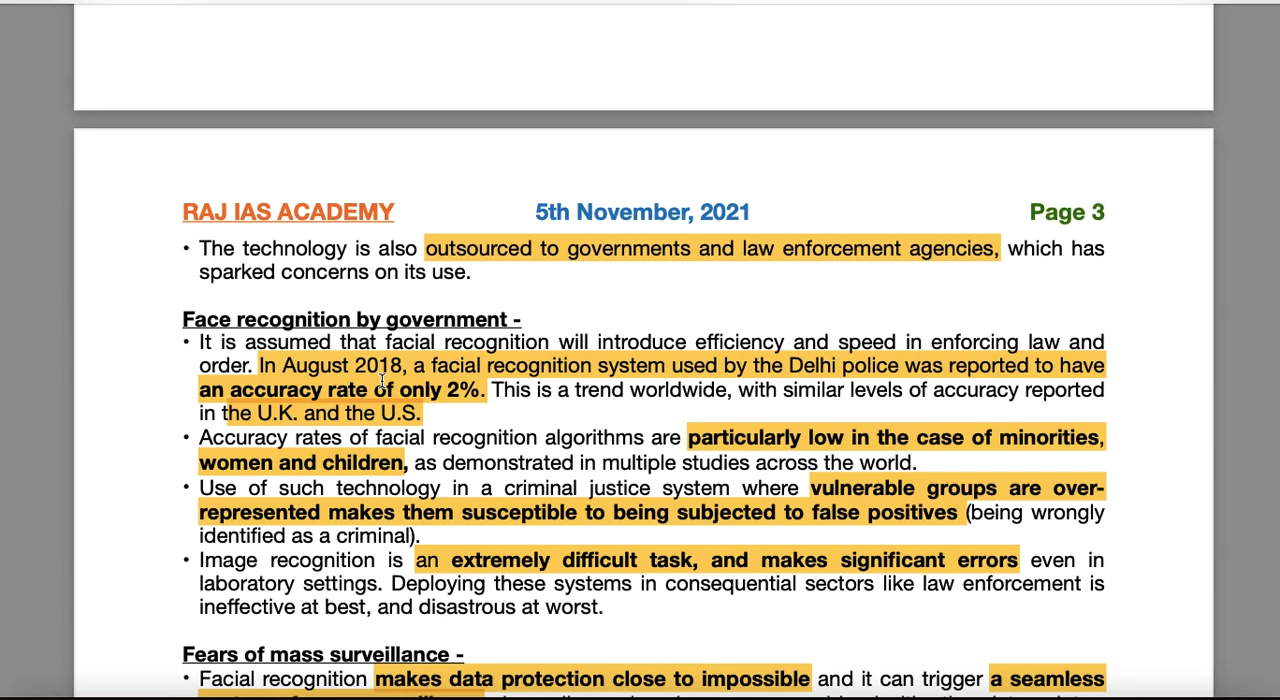 RAJ IAS ACADEMY 5th November, 2021 Page 3
• The technology is also outsourced to governments and law enforcement agencies, which has
sparked concerns on its use.
Face recognition by government -
• It is assumed that facial recognition will introduce efficiency and speed in enforcing law and
order. In August 2018, a facial recognition system used by the Delhi police was reported to have
an accuracy rate of only 2%. This is a trend worldwide, with similar levels of accuracy reported
in the U.K. and the U.S.
• Accuracy rates of facial recognition algorithms are particularly low in the case of minorities,
women and children, as demonstrated in multiple studies across the world.
• Use of such technology in a criminal justice system where vulnerable groups are over-
represented makes them susceptible to being subjected to false positives (being wrongly
identified as a criminal).
• Image recognition is an extremely difficult task, and makes significant errors even in
laboratory settings. Deploying these systems in consequential sectors like law enforcement is
ineffective at best, and disastrous at worst.
Fears of mass surveillance -
• Facial recognition makes data protection close to impossible and it can trigger a seamless